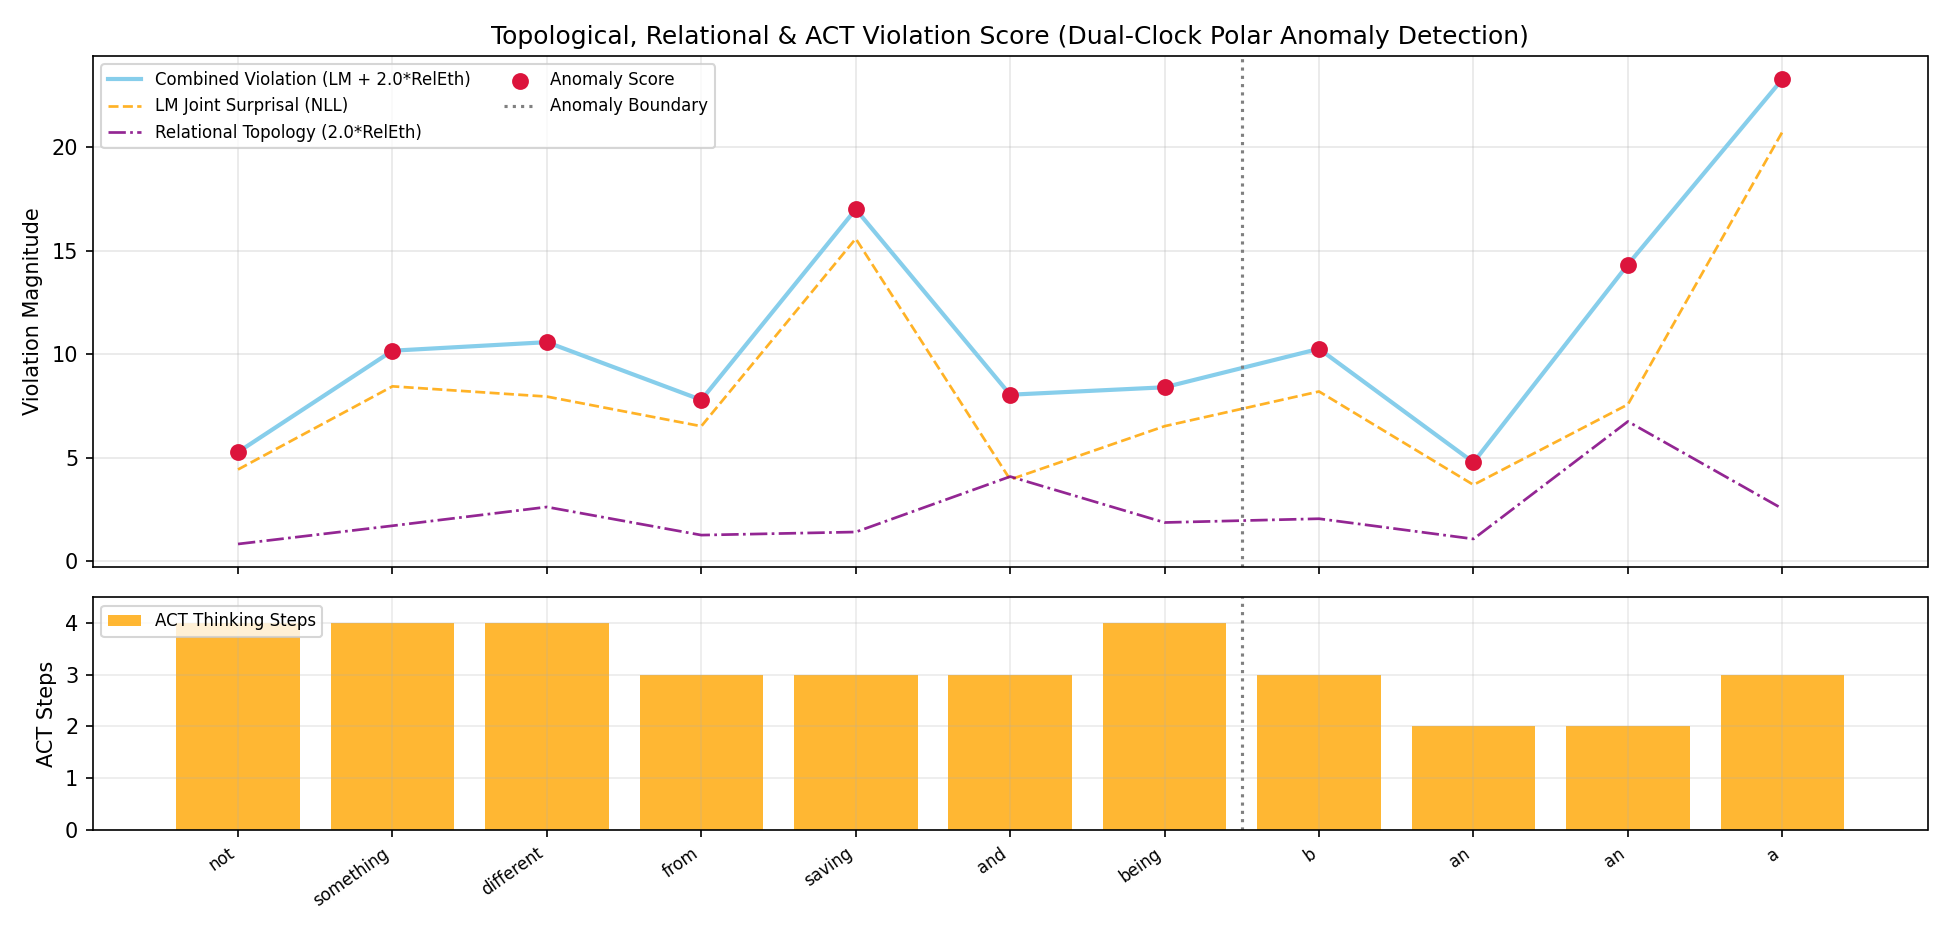 Topological, Relational & ACT Violation Score (Dual-Clock Polar Anomaly Detection)
Combined Violation (LM + 2.0*RelEth)
LM Joint Surprisal (NLL)
Relational Topology (2.0*RelEth)
Anomaly Score
Anomaly Boundary
Violation Magnitude
20
15
10
5
0
ACT Thinking Steps
ACT Steps
4
3
2
1
0
not
something
different
from
saving
and
being
b
an
an
a